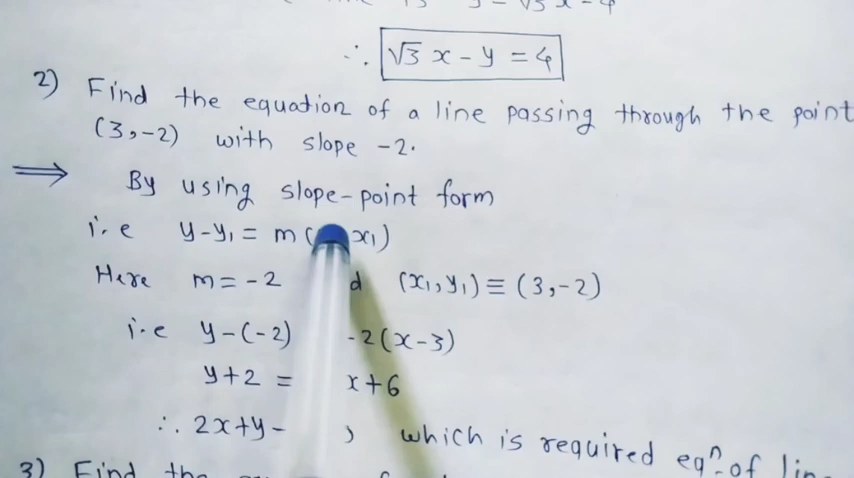 √3 x - 4
∴ √3 x - y = 4
2) Find the equation of a line passing through the point
(3,-2) with slope -2.
⟹ By using slope-point form
i.e y-y₁ = m( x₁)
Here m = -2 d (x₁,y₁) ≡ (3,-2)
i.e y-(-2) -2(x-3)
y+2 = x+6
∴ 2x+y- , which is required eqⁿ. of
3) Find the